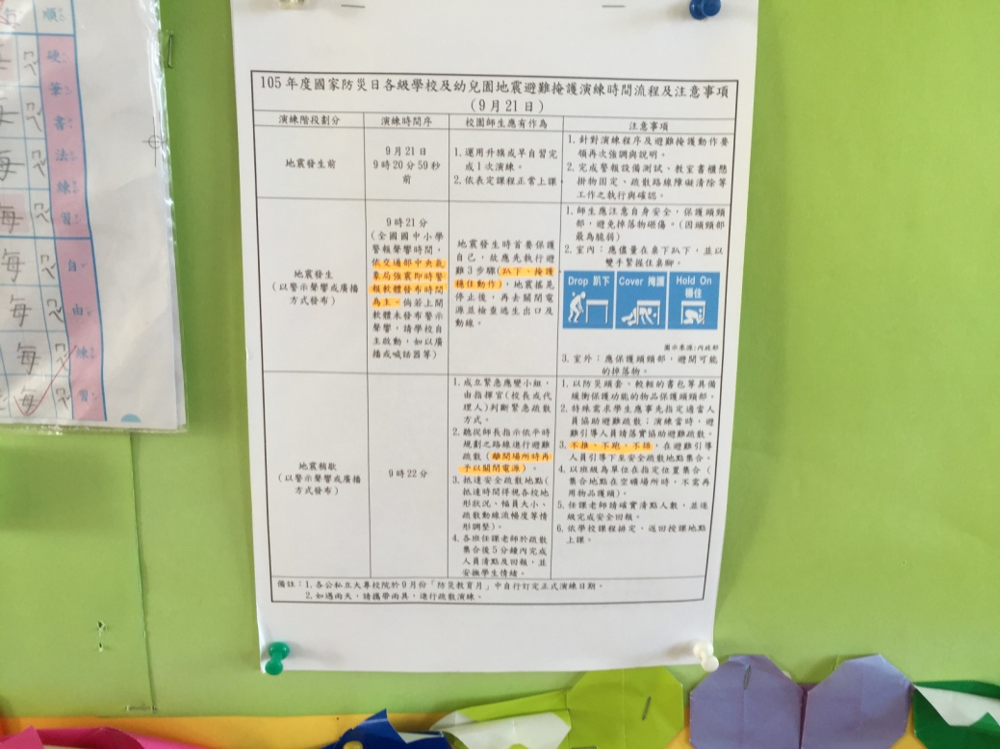 順
硬
筆
書
法
練
習
自
由
練
習
每
每
每
每
每
105年度國家防災日各級學校及幼兒園地震避難掩護演練時間流程及注意事項
(9月21日)
演練階段劃分
演練時間序
校園師生應有作為
注意事項
地震發生前
9月21日
9時20分59秒
前
1.運用升旗或早自習完
成1次演練。
2.依表定課程正常上課
1.針對演練程序及避難掩護動作要
領再次強調與說明。
2.完成警報設備測試、教室書櫃懸
掛物固定、疏散路線障礙清除等
工作之執行與確認。
地震發生
(以警示聲響或廣播
方式發布)
9時21分
(全國國中小學
警報聲響時間,
依交通部中央氣
象局強震即時警
報軟體發布時間
為主。倘若上開
軟體未發布警示
聲響,請學校自
主啟動,如以廣
播或喊話器等)
地震發生時首要保護
自己,故應先執行避
難3步驟(趴下、掩護
穩住動作),地震搖晃
停止後,再去關閉電
源並檢查逃生出口及
動線。
1.師生應注意自身安全,保護頭頸
部,避免掉落物砸傷。(因頭頸部
最為脆弱)
2.室內:應儘量在桌下趴下,並以
雙手緊握住桌腳。
Drop 趴下
Cover 掩護
Hold On
穩住
圖示來源:內政部
3.室外:應保護頭頸部,避開可能
的掉落物。
地震稍歇
(以警示聲響或廣播
方式發布)
9時22分
1.成立緊急應變小組,
由指揮官(校長或代
理人)判斷緊急疏散
方式。
2.聽從師長指示依平時
規劃之路線進行避難
疏散(離開場所時再
予以關閉電源)。
3.抵達安全疏散地點(
抵達時間得視各校地
形狀況、幅員大小、
疏散動線流暢度等情
形調整)。
4.各班任課老師於疏散
集合後5分鐘內完成
人員清點及回報,並
安撫學生情緒。
1.以防災頭套、較輕的書包等具備
緩衝保護功能的物品保護頭頸部。
2.特殊需求學生應事先指定適當人
員協助避難疏散;演練當時,避
難引導人員請落實協助避難疏散。
3.不推、不跑、不語,在避難引導
人員引導下至安全疏散地點集合。
4.以班級為單位在指定位置集合(
集合地點在空曠場所時,不需再
用物品護頭)。
5.任課老師請確實清點人數,並逐
級完成安全回報。
6.依學校課程排定,返回授課地點
上課。
備註:1.各公私立大專校院於9月份「防災教育月」中自行訂定正式演練日期。
2.如遇雨天,請攜帶雨具,進行疏散演練。